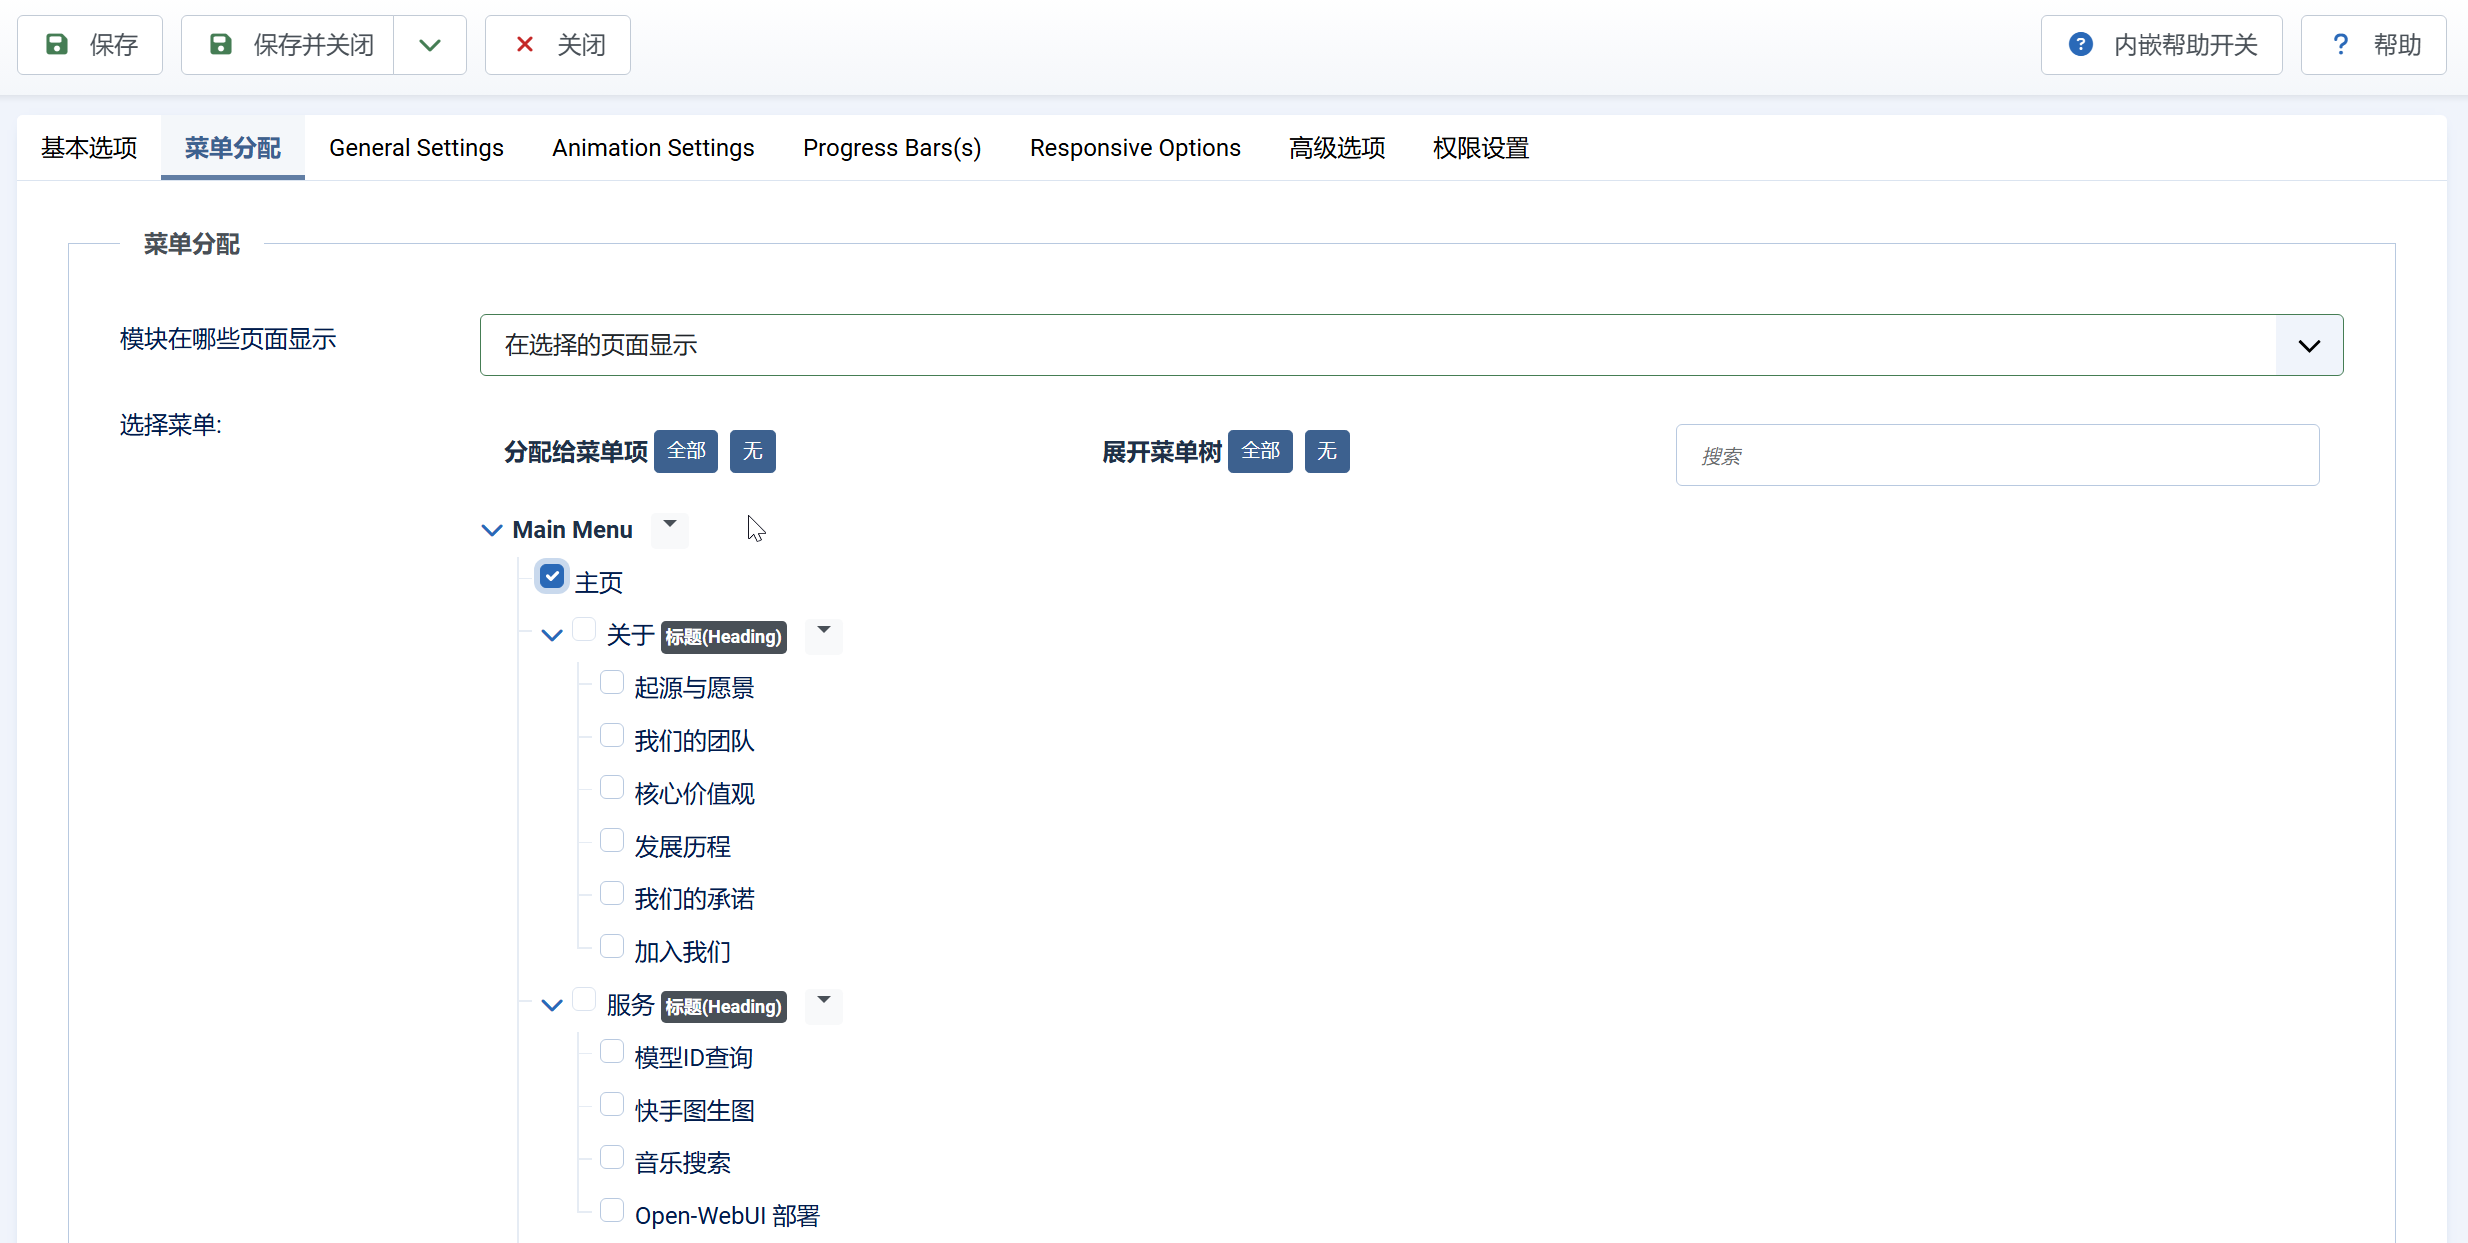 保存
保存并关闭
关闭
内嵌帮助开关
帮助
基本选项
菜单分配
General Settings
Animation Settings
Progress Bars(s)
Responsive Options
高级选项
权限设置
菜单分配
模块在哪些页面显示
在选择的页面显示
选择菜单:
分配给菜单项 全部 无
展开菜单树 全部 无
搜索
Main Menu
主页
关于 标题(Heading)
起源与愿景
我们的团队
核心价值观
发展历程
我们的承诺
加入我们
服务 标题(Heading)
模型ID查询
快手图生图
音乐搜索
Open-WebUI 部署